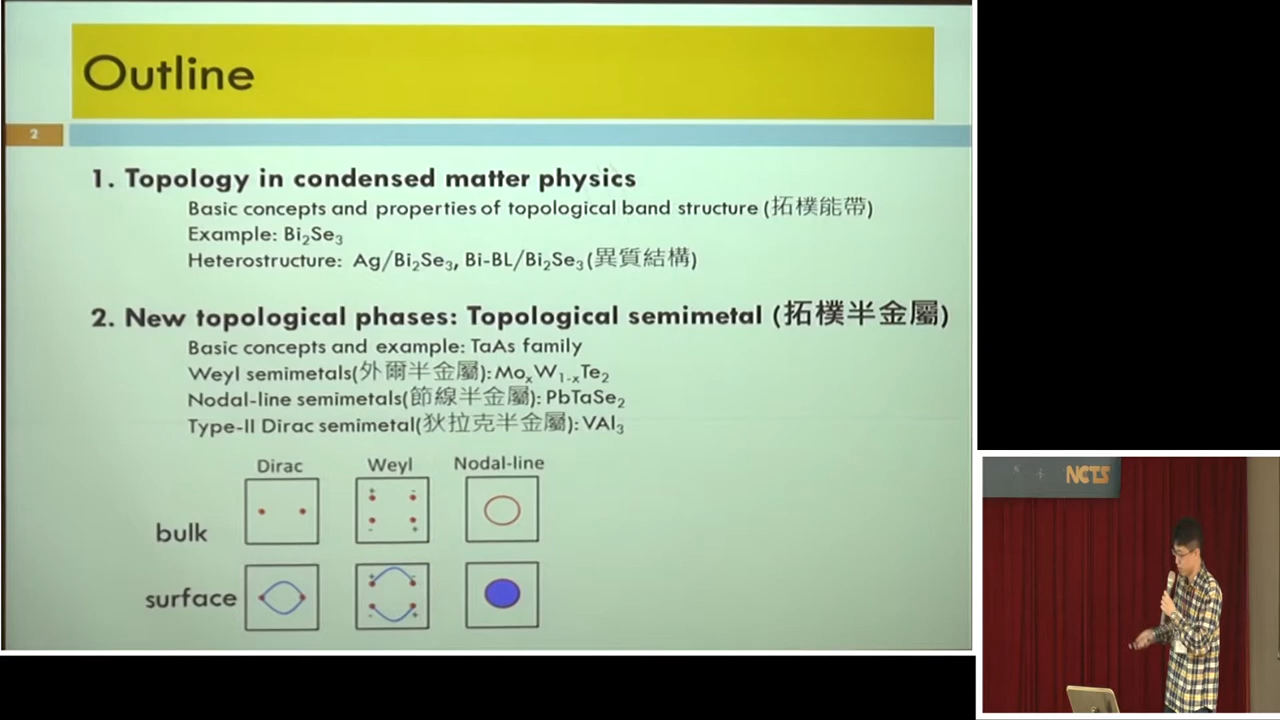 Outline
2
1. Topology in condensed matter physics
Basic concepts and properties of topological band structure (拓樸能帶)
Example: Bi₂Se₃
Heterostructure: Ag/Bi₂Se₃, Bi-BL/Bi₂Se₃(異質結構)
2. New topological phases: Topological semimetal (拓樸半金屬)
Basic concepts and example: TaAs family
Weyl semimetals(外爾半金屬): MoₓW₁₋ₓTe₂
Nodal-line semimetals(節線半金屬): PbTaSe₂
Type-II Dirac semimetal(狄拉克半金屬): VAl₃
Dirac Weyl Nodal-line
bulk
+ -
- +
surface
+ -
- +
NCTS